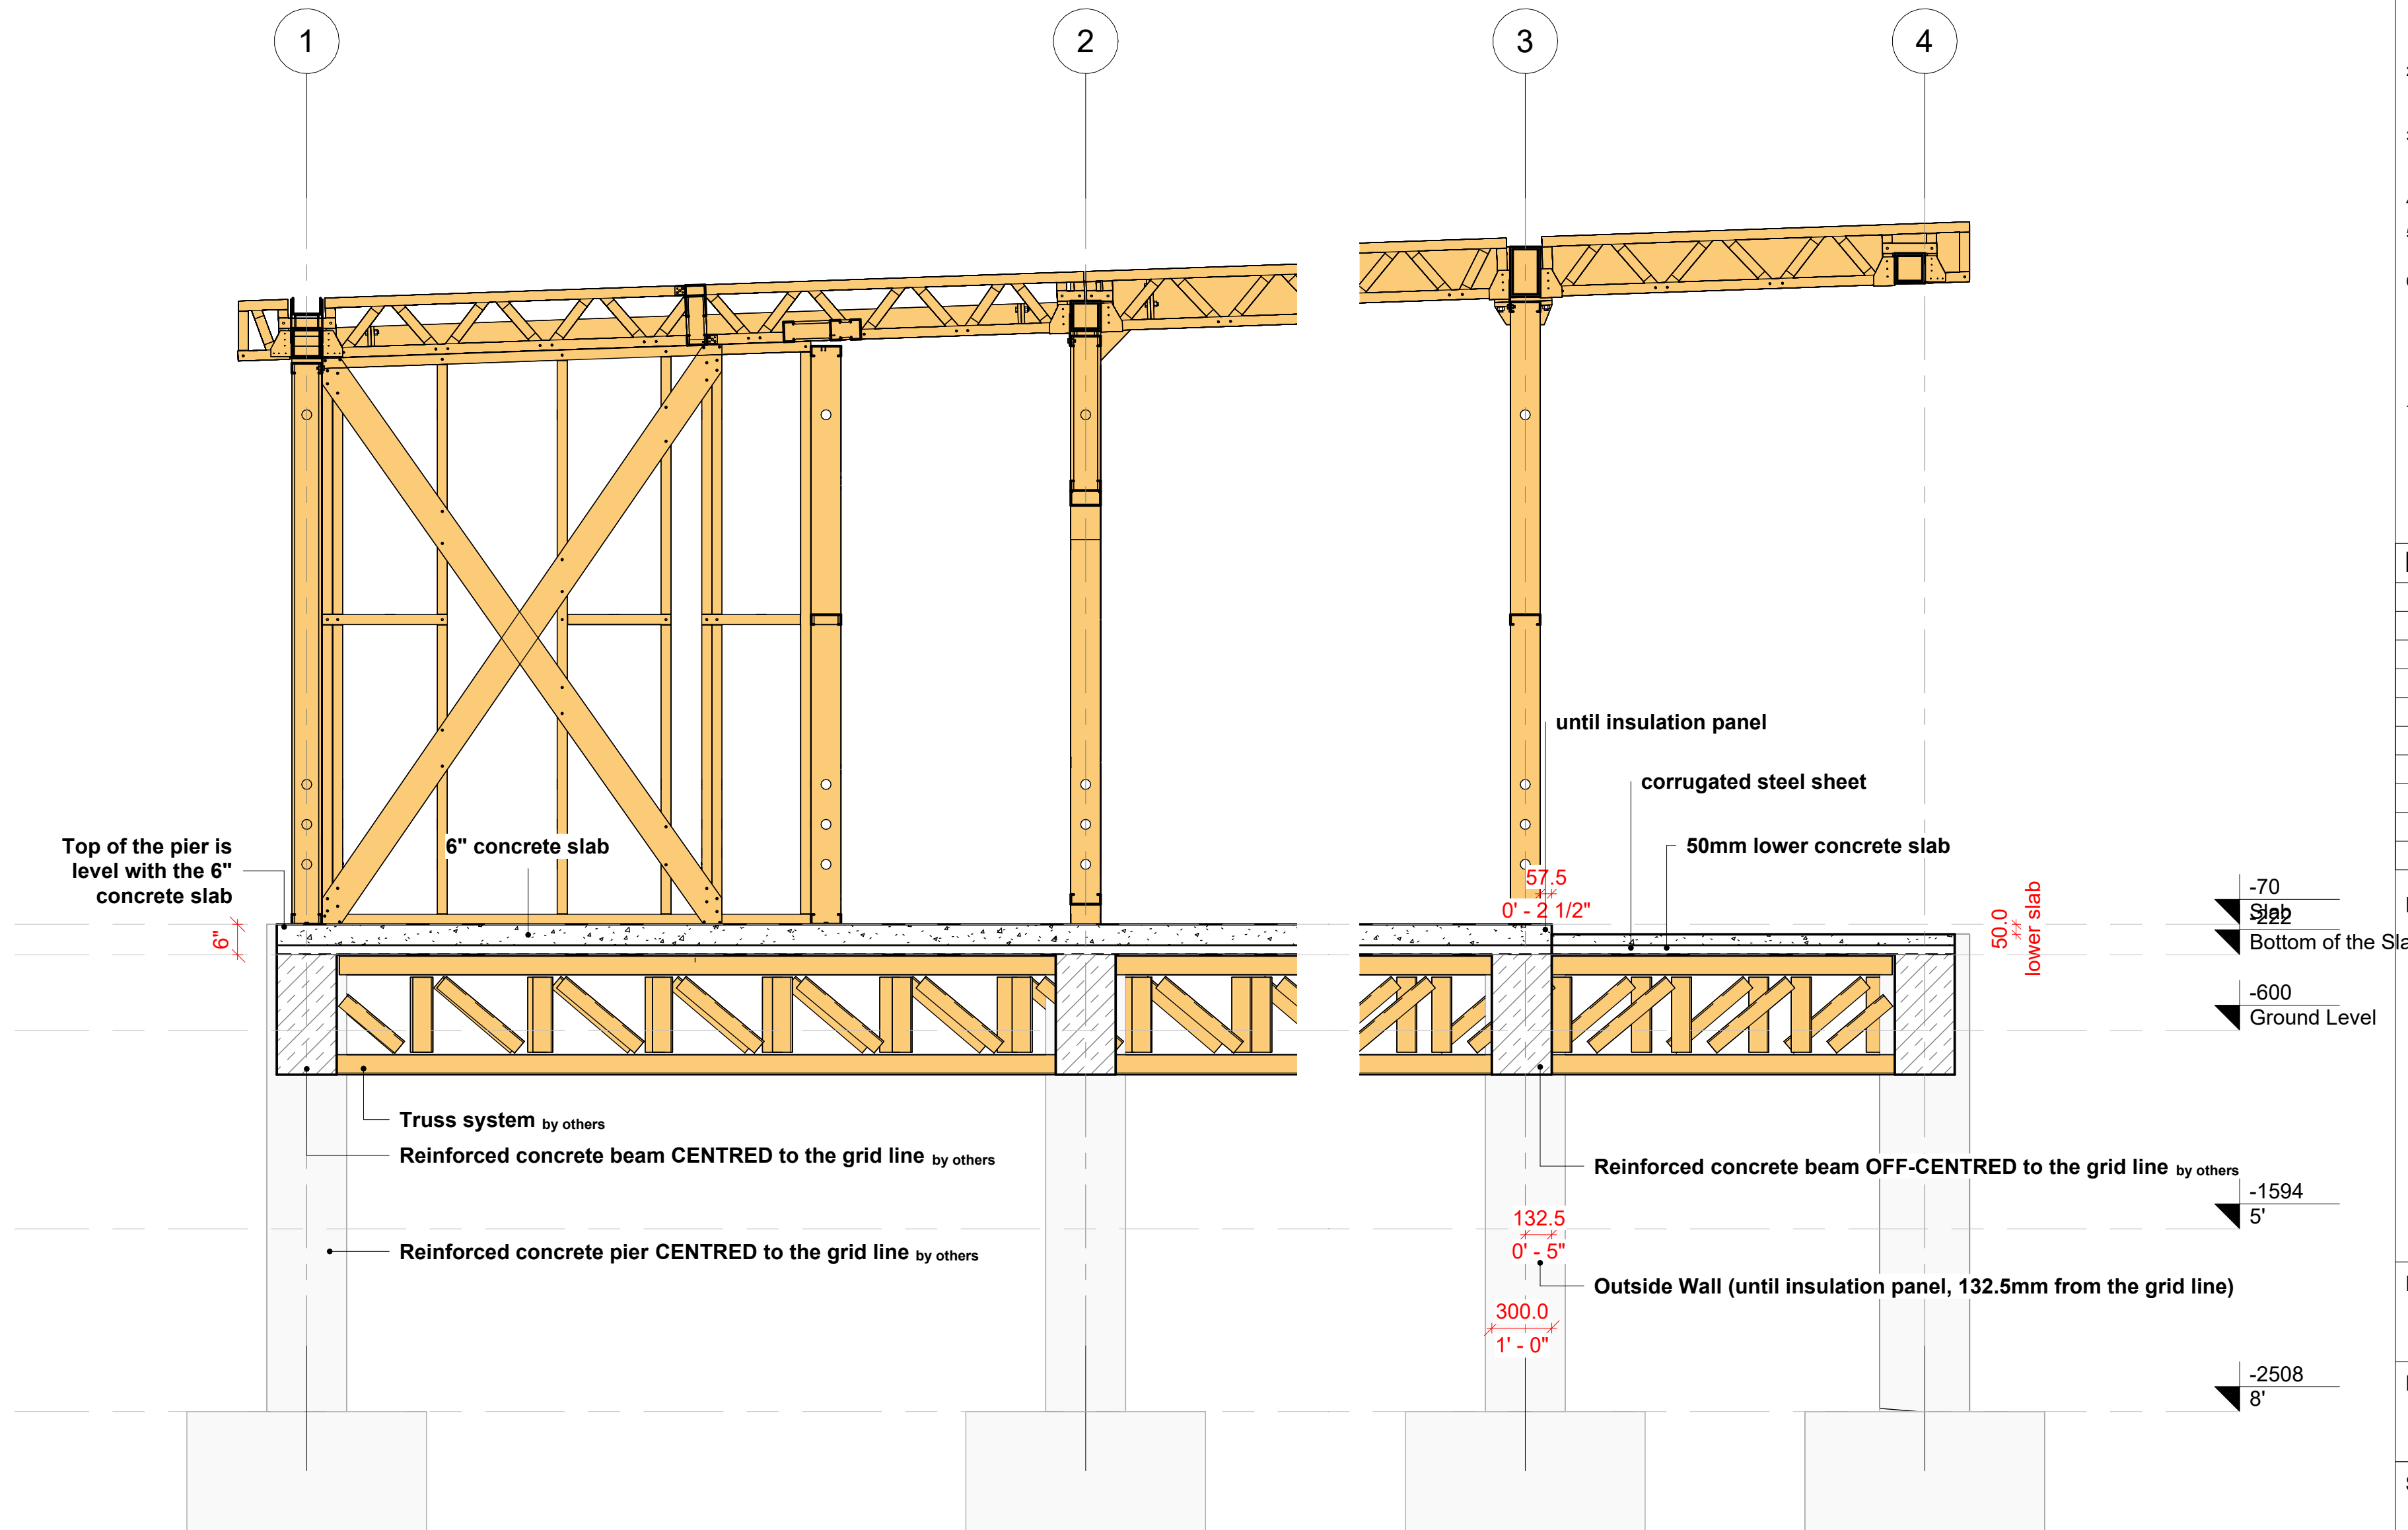 1
2
3
4
until insulation panel
corrugated steel sheet
Top of the pier is
level with the 6"
concrete slab
6" concrete slab
50mm lower concrete slab
57.5
0' - 2 1/2"
6"
50.0
lower slab
-70
Slab
-222
Bottom of the Sla
-600
Ground Level
Truss system by others
Reinforced concrete beam CENTRED to the grid line by others
Reinforced concrete beam OFF-CENTRED to the grid line by others
-1594
5'
132.5
0' - 5"
Reinforced concrete pier CENTRED to the grid line by others
Outside Wall (until insulation panel, 132.5mm from the grid line)
300.0
1' - 0"
-2508
8'